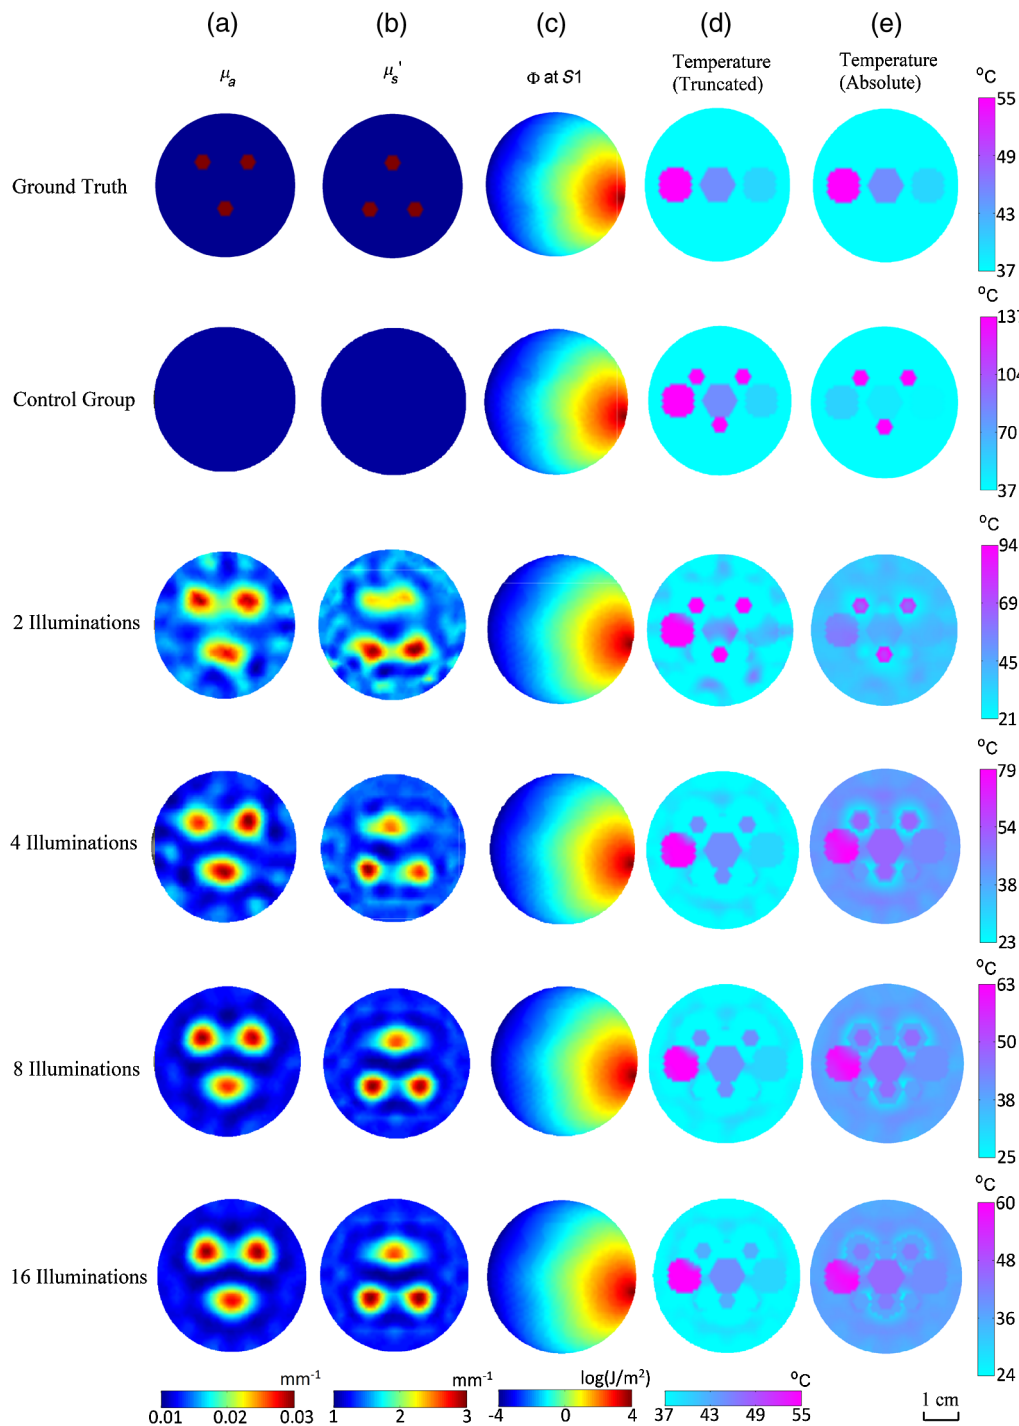 (a) (b) (c) (d) (e)
μa μs' Φ at S1 Temperature (Truncated) Temperature (Absolute)
°C
55
49
43
37
Ground Truth
°C
137
104
70
37
Control Group
°C
94
69
45
21
2 Illuminations
°C
79
54
38
23
4 Illuminations
°C
63
50
38
25
8 Illuminations
°C
60
48
36
24
16 Illuminations
mm-1 mm-1 log(J/m2) °C
0.01 0.02 0.03 1 2 3 -4 0 4 37 43 49 55 1 cm